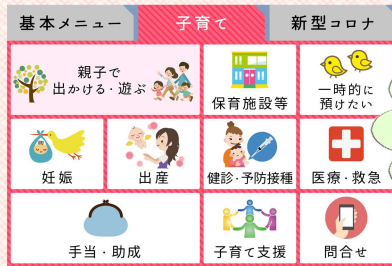 基本メニュー
子育て
新型コロナ
親子で
出かける・遊ぶ
保育施設等
一時的に
預けたい
妊娠
出産
健診・予防接種
医療・救急
手当・助成
子育て支援
問合せ